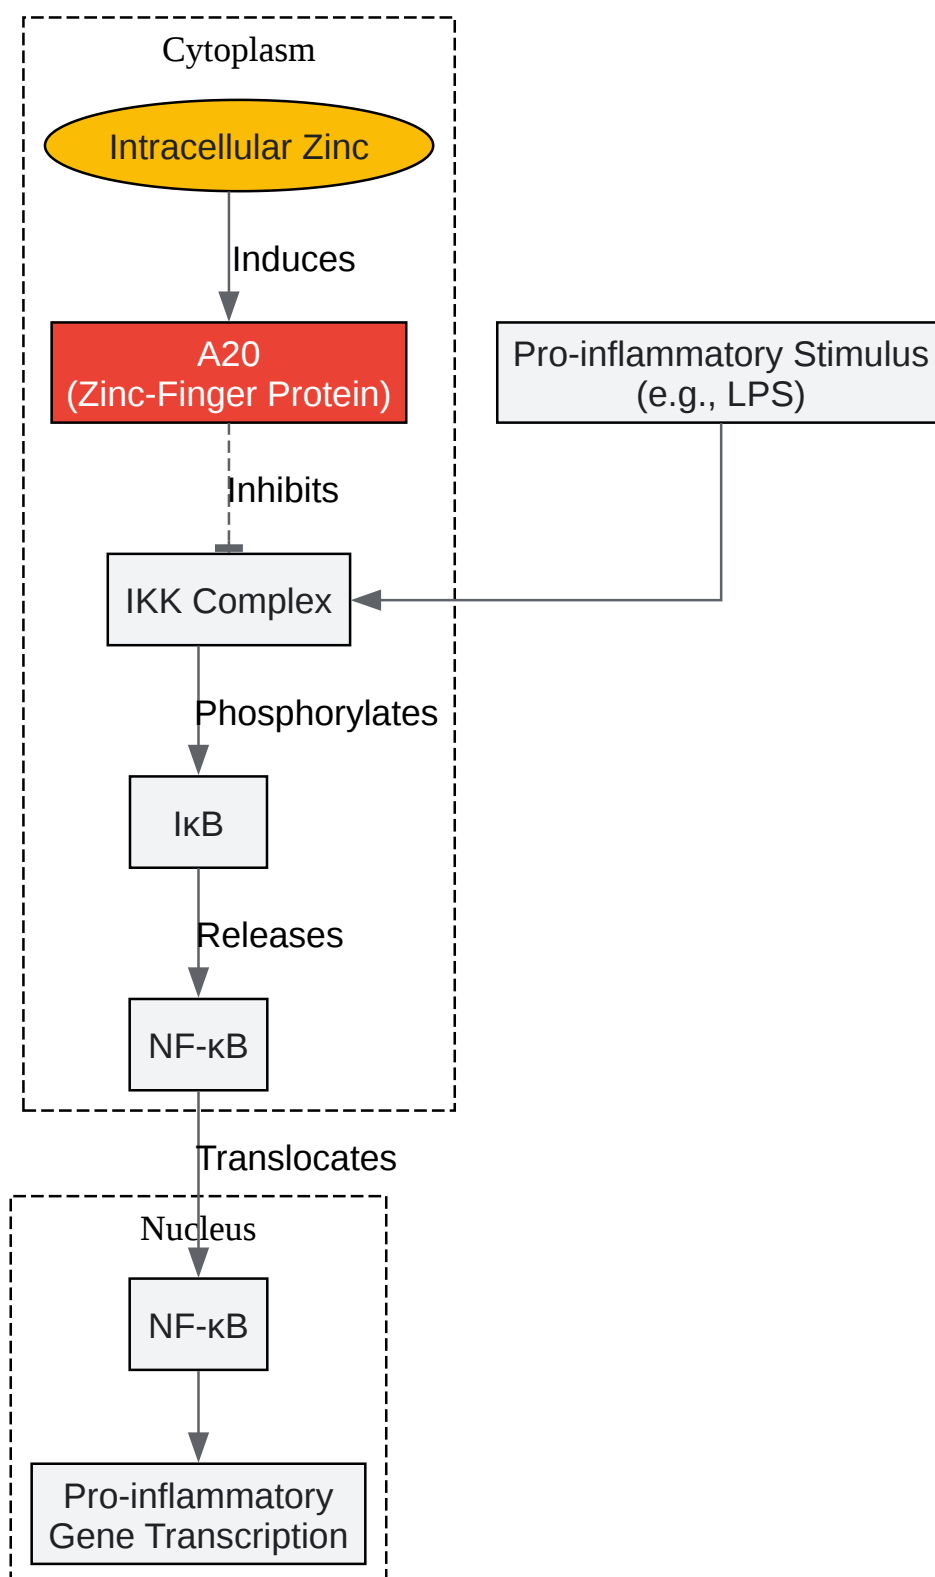 Cytoplasm
Intracellular Zinc
Induces
A20
(Zinc-Finger Protein)
Pro-inflammatory Stimulus
(e.g., LPS)
Inhibits
IKK Complex
Phosphorylates
IκB
Releases
NF-κB
Translocates
Nucleus
NF-κB
Pro-inflammatory
Gene Transcription